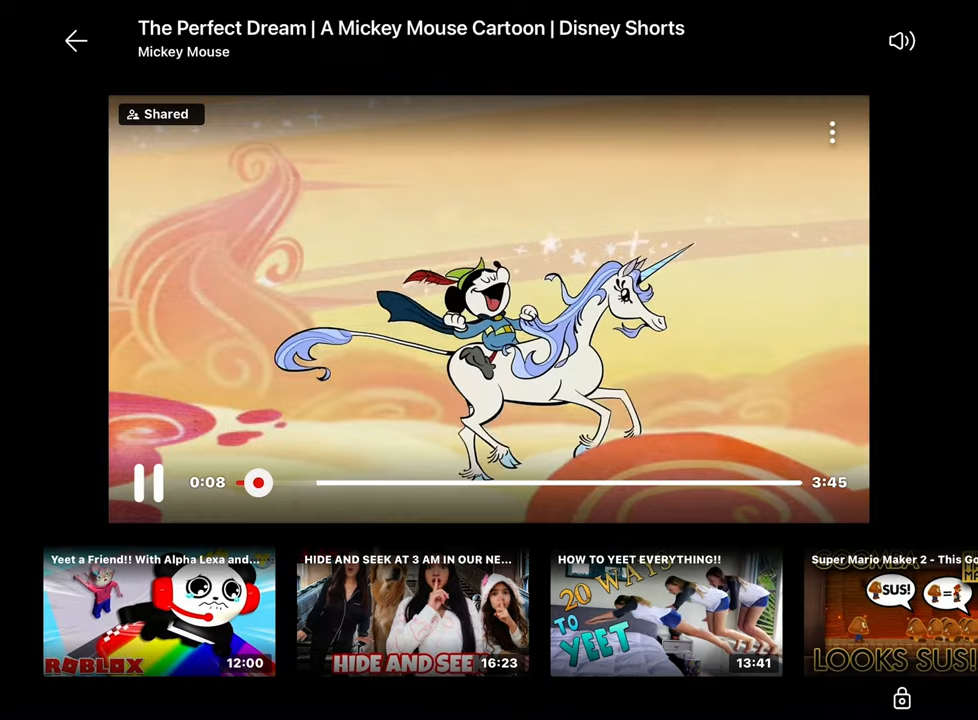 The Perfect Dream | A Mickey Mouse Cartoon | Disney Shorts
Mickey Mouse
Shared
0:08
3:45
Yeet a Friend!! With Alpha Lexa and...
ROBLOX
12:00
HIDE AND SEEK AT 3 AM IN OUR NE...
HIDE AND SEEK
16:23
HOW TO YEET EVERYTHING!!
20 WAYS
TO
YEET
13:41
Super Mario Maker 2 - This Go
SUS!
LOOKS SUS!